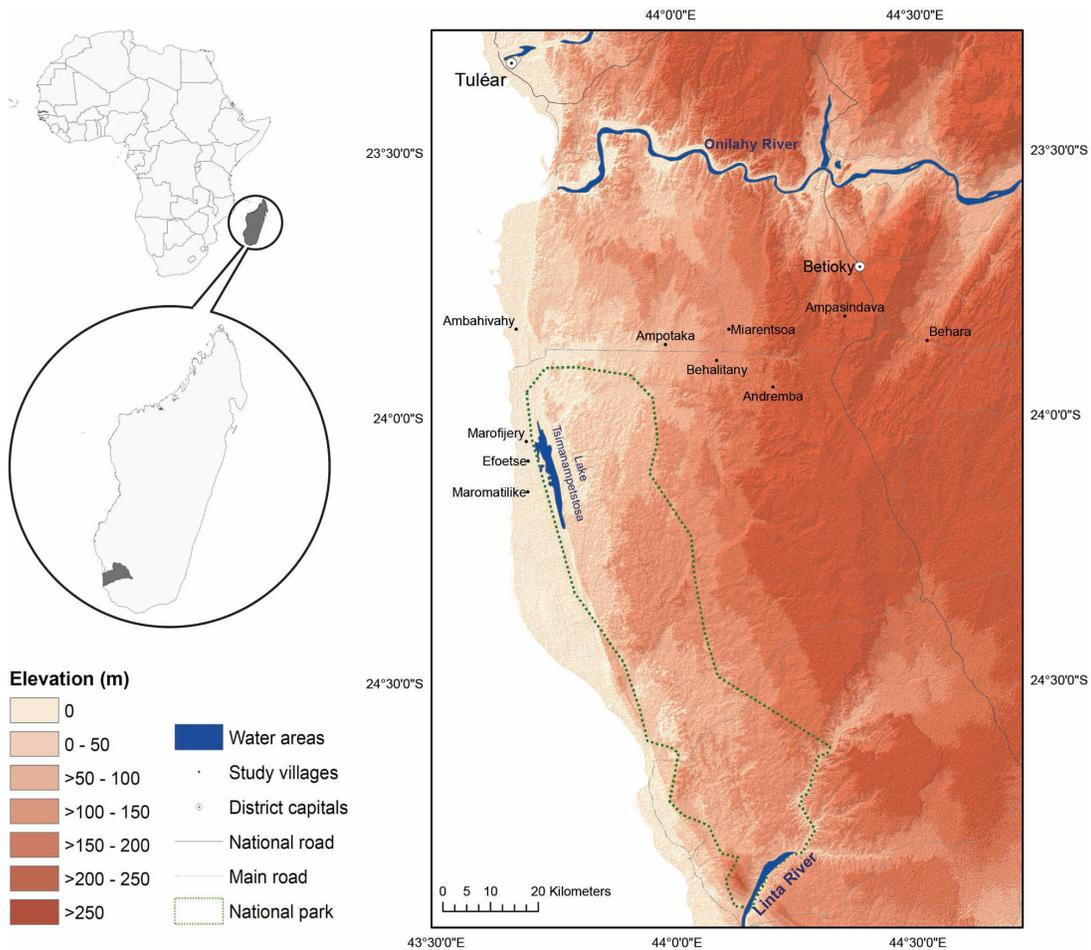 44°0'0"E 44°30'0"E
Tuléar
23°30'0"S
Onilahy River
23°30'0"S
Betioky
Ampasindava
Ambahivahy
Miarentsoa
Behara
Ampotaka
Behalitany
Andremba
24°0'0"S
24°0'0"S
Marofijery
Efoetse
Maromatilike
Lake
Tsimanampetstosa
24°30'0"S
24°30'0"S
Linta River
0 5 10 20 Kilometers
43°30'0"E 44°0'0"E 44°30'0"E
Elevation (m)
0
0 - 50
>50 - 100
>100 - 150
>150 - 200
>200 - 250
>250
Water areas
Study villages
District capitals
National road
Main road
National park